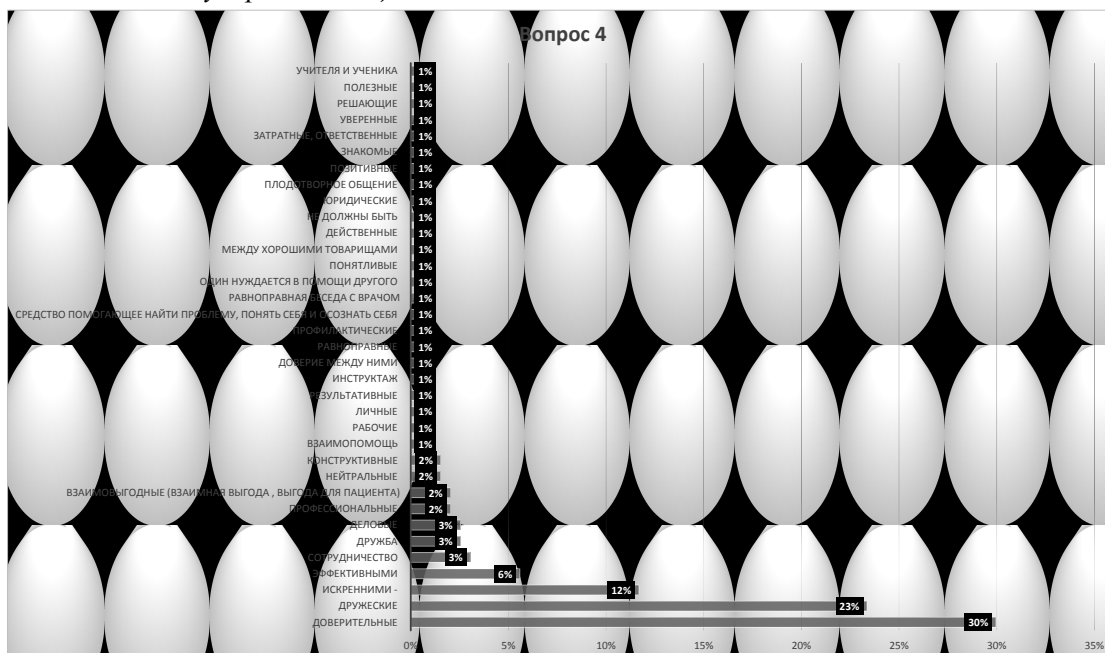 Вопрос 4
УЧИТЕЛЯ И УЧЕНИКА 1%
ПОЛЕЗНЫЕ 1%
РЕШАЮЩИЕ 1%
УВЕРЕННЫЕ 1%
ЗАТРАТНЫЕ, ОТВЕТСТВЕННЫЕ 1%
ЗНАКОМЫЕ 1%
ПОЗИТИВНЫЕ 1%
ПЛОДОТВОРНОЕ ОБЩЕНИЕ 1%
ЮРИДИЧЕСКИЕ 1%
НЕ ДОЛЖНЫ БЫТЬ 1%
ДЕЙСТВЕННЫЕ 1%
МЕЖДУ ХОРОШИМИ ТОВАРИЩАМИ 1%
ПОНЯТЛИВЫЕ 1%
ОДИН НУЖДАЕТСЯ В ПОМОЩИ ДРУГОГО 1%
РАВНОПРАВНАЯ БЕСЕДА С ВРАЧОМ 1%
СРЕДСТВО ПОМОГАЮЩЕЕ НАЙТИ ПРОБЛЕМУ, ПОНЯТЬ СЕБЯ И ОСОЗНАТЬ СЕБЯ 1%
ПРОФИЛАКТИЧЕСКИЕ 1%
РАВНОПРАВНЫЕ 1%
ДОВЕРИЕ МЕЖДУ НИМИ 1%
ИНСТРУКТАЖ 1%
РЕЗУЛЬТАТИВНЫЕ 1%
ЛИЧНЫЕ 1%
РАБОЧИЕ 1%
ВЗАИМОПОМОЩЬ 1%
КОНСТРУКТИВНЫЕ 2%
НЕЙТРАЛЬНЫЕ 2%
ВЗАИМОВЫГОДНЫЕ (ВЗАИМНАЯ ВЫГОДА , ВЫГОДА ДЛЯ ПАЦИЕНТА) 2%
ПРОФЕССИОНАЛЬНЫЕ 2%
ДЕЛОВЫЕ 3%
ДРУЖБА 3%
СОТРУДНИЧЕСТВО 3%
ЭФФЕКТИВНЫМИ 6%
ИСКРЕННИМИ - 12%
ДРУЖЕСКИЕ 23%
ДОВЕРИТЕЛЬНЫЕ 30%
0% 5% 10% 15% 20% 25% 30% 35%